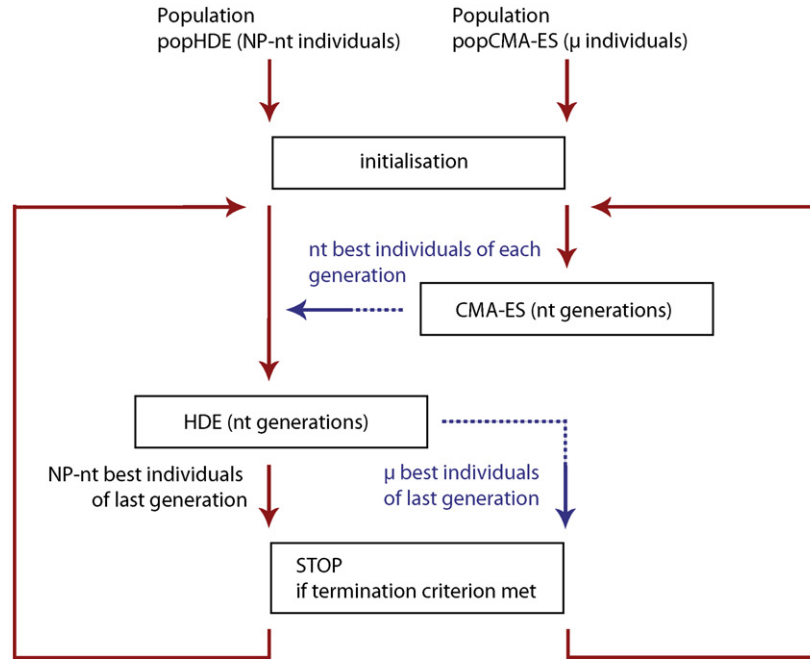 Population
popHDE (NP-nt individuals)
Population
popCMA-ES (µ individuals)
initialisation
nt best individuals of each
generation
CMA-ES (nt generations)
HDE (nt generations)
NP-nt best individuals
of last generation
µ best individuals
of last generation
STOP
if termination criterion met